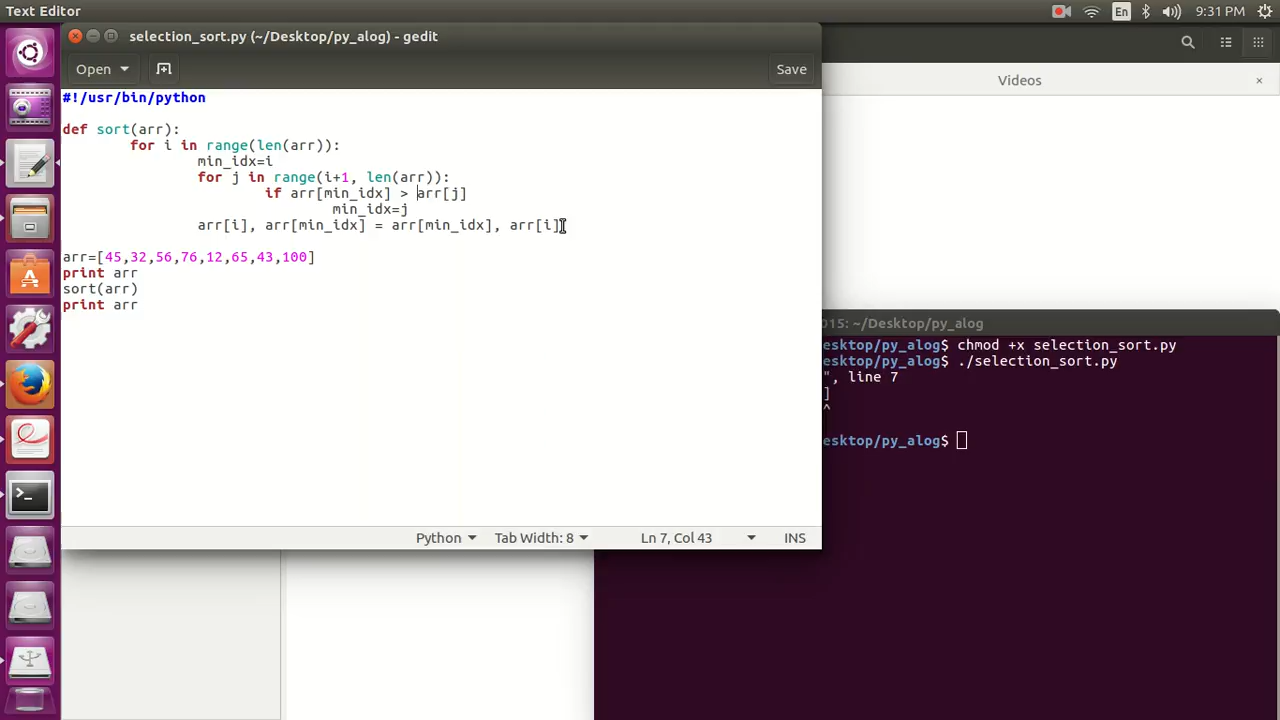 Text Editor
En
9:31 PM
selection_sort.py (~/Desktop/py_alog) - gedit
Open
Save
Videos
#!/usr/bin/python
def sort(arr):
for i in range(len(arr)):
min_idx=i
for j in range(i+1, len(arr)):
if arr[min_idx] > arr[j]
min_idx=j
arr[i], arr[min_idx] = arr[min_idx], arr[i]
arr=[45,32,56,76,12,65,43,100]
print arr
sort(arr)
print arr
Python
Tab Width: 8
Ln 7, Col 43
INS
015: ~/Desktop/py_alog
esktop/py_alog$ chmod +x selection_sort.py
esktop/py_alog$ ./selection_sort.py
", line 7
]
^
esktop/py_alog$